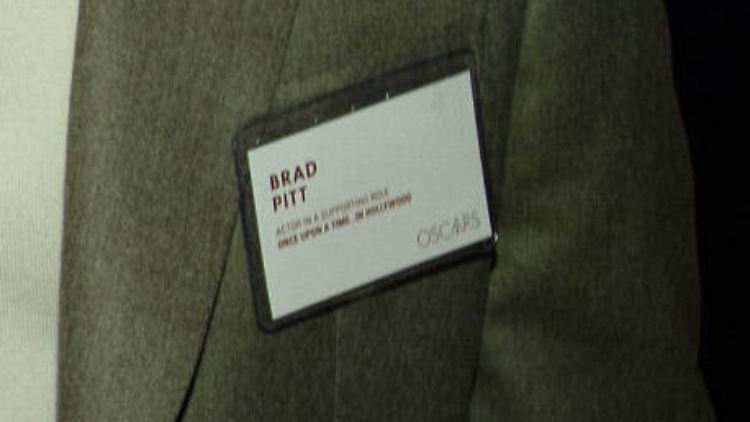 BRAD
PITT
ACTOR IN A SUPPORTING ROLE
ONCE UPON A TIME...IN HOLLYWOOD
OSCARS